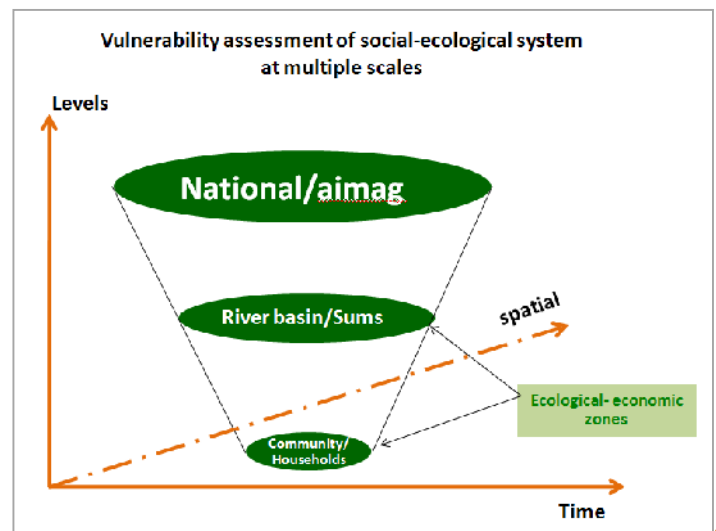 Vulnerability assessment of social-ecological system
at multiple scales
Levels
National/aimag
River basin/Sums
spatial
Ecological- economic
zones
Community/
Households
Time